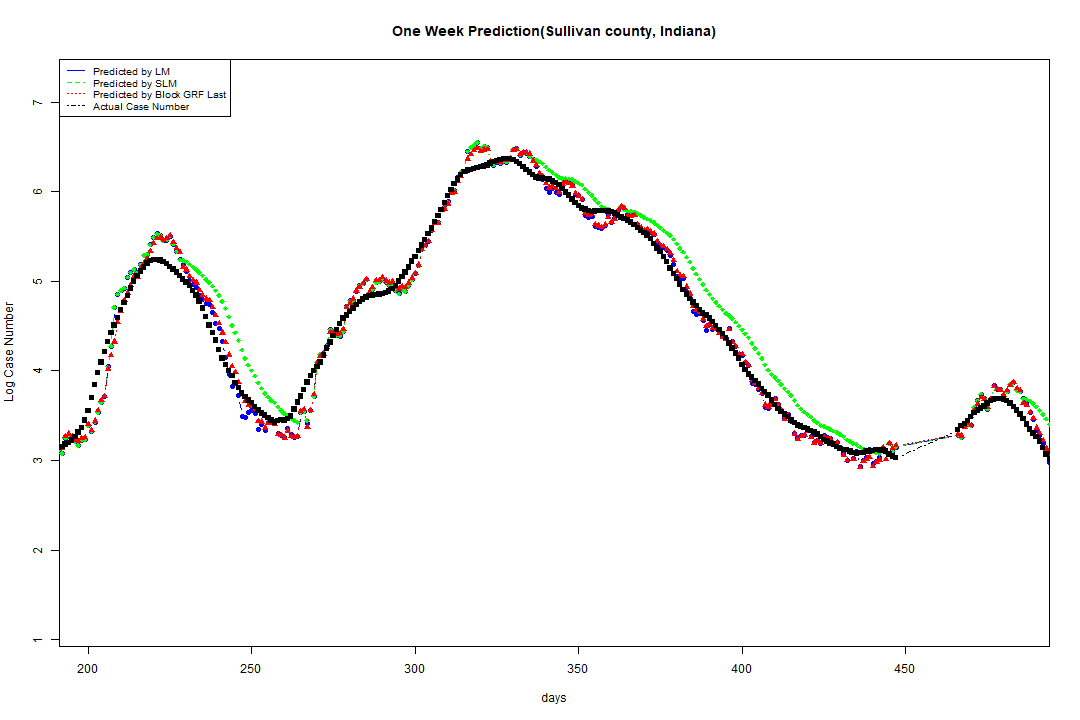 One Week Prediction(Sullivan county, Indiana)
Predicted by LM
Predicted by SLM
Predicted by Block GRF Last
Actual Case Number
7
6
5
4
3
2
1
Log Case Number
200
250
300
350
400
450
days